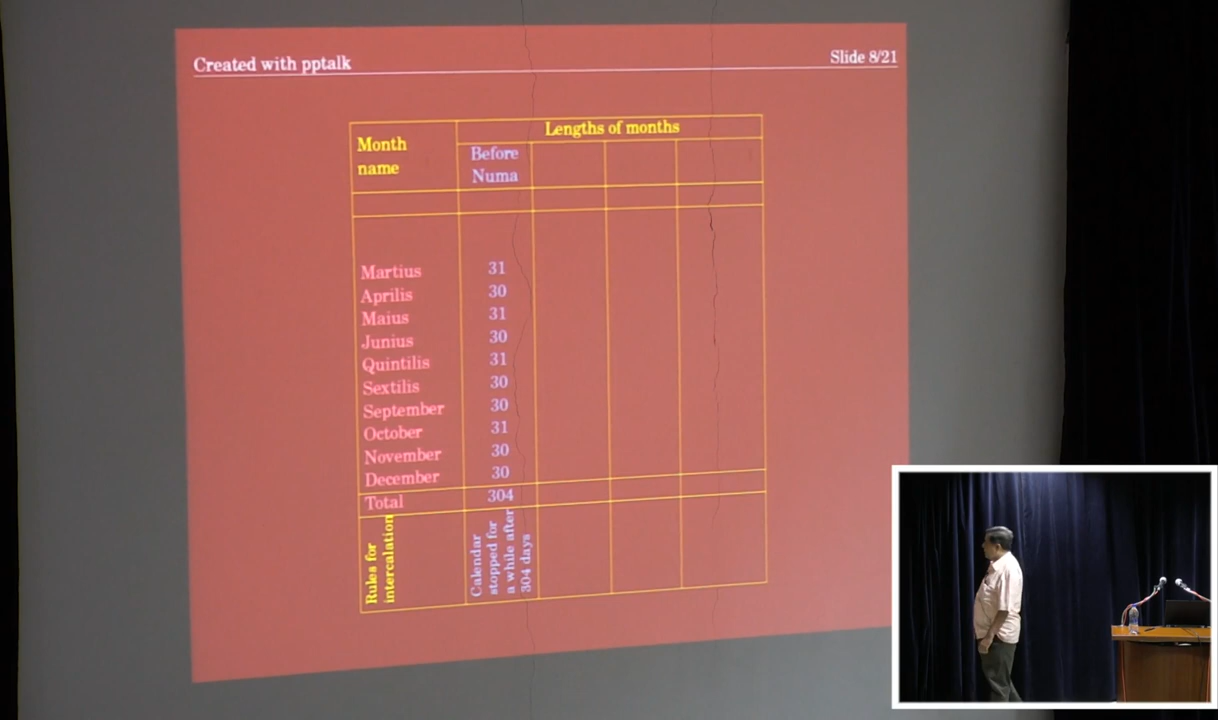 Created with pptalk
Slide 8/21
Month name
Lengths of months
Before Numa
Martius 31
Aprilis 30
Maius 31
Junius 30
Quintilis 31
Sextilis 30
September 30
October 31
November 30
December 30
Total 304
Rules for
intercalation
Calendar
stopped for
a while after
304 days